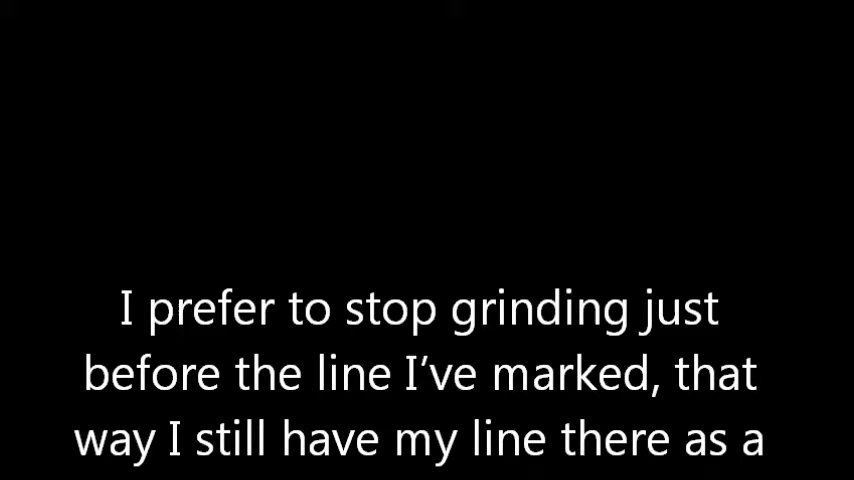 I prefer to stop grinding just
before the line I’ve marked, that
way I still have my line there as a